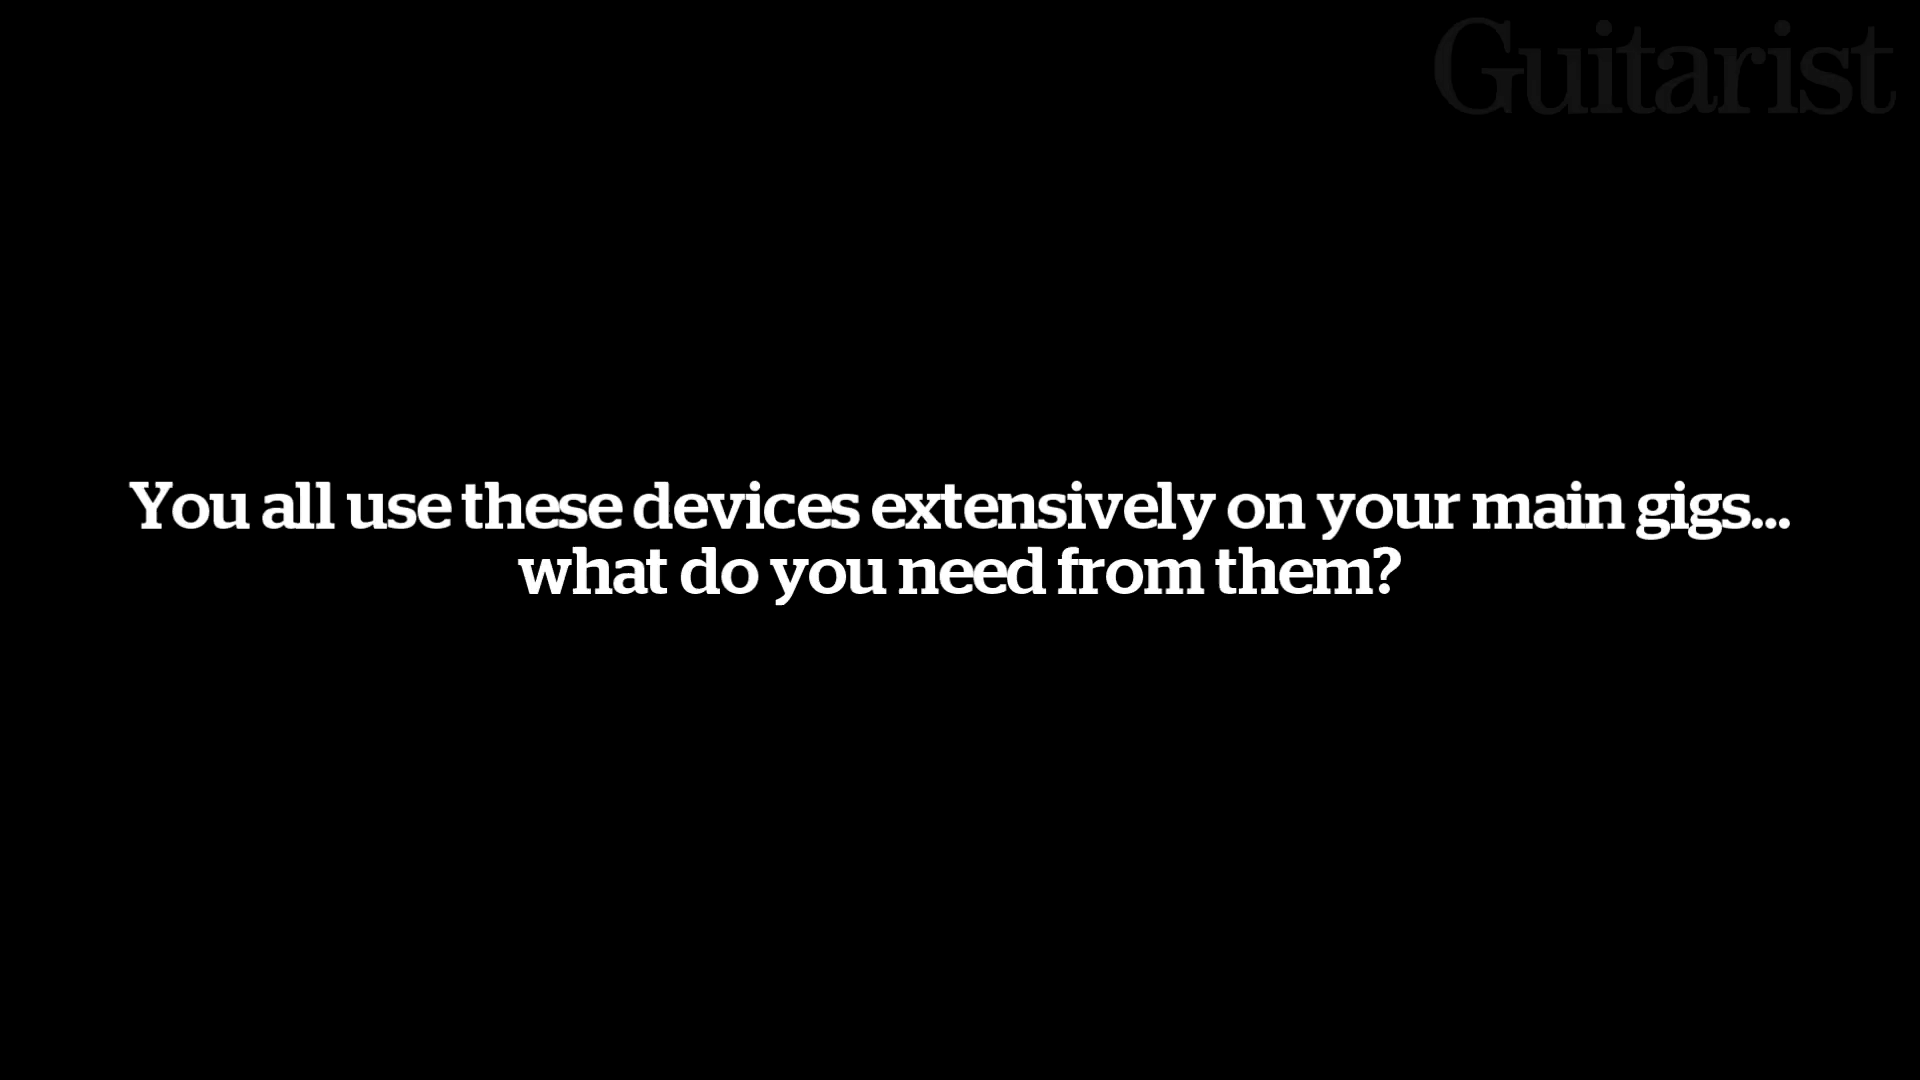 Guitarist
You all use these devices extensively on your main gigs...
what do you need from them?